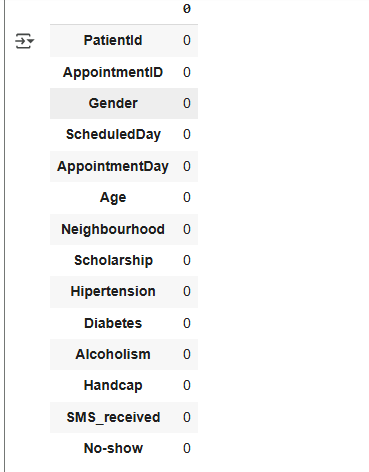 0
PatientId 0
AppointmentID 0
Gender 0
ScheduledDay 0
AppointmentDay 0
Age 0
Neighbourhood 0
Scholarship 0
Hipertension 0
Diabetes 0
Alcoholism 0
Handcap 0
SMS_received 0
No-show 0